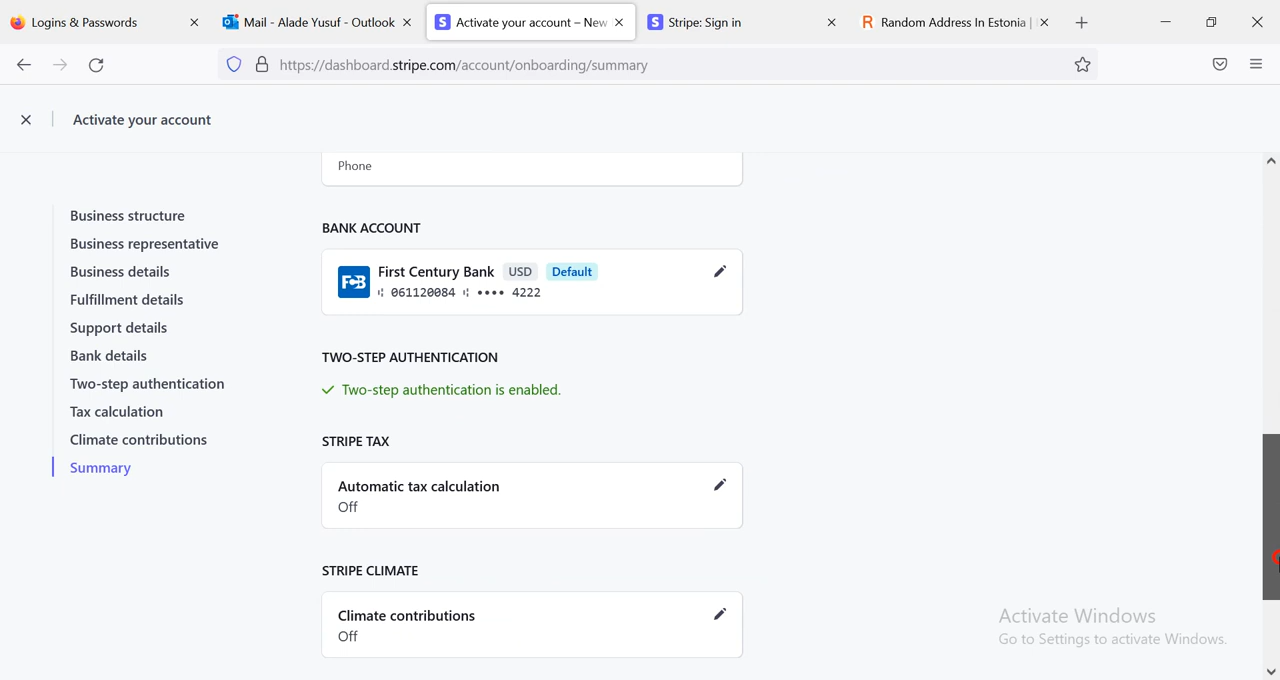 Logins & Passwords
Mail - Alade Yusuf - Outlook
Activate your account – New
Stripe: Sign in
Random Address In Estonia |
https://dashboard.stripe.com/account/onboarding/summary
Activate your account
Phone
Business structure
Business representative
Business details
Fulfillment details
Support details
Bank details
Two-step authentication
Tax calculation
Climate contributions
Summary
BANK ACCOUNT
FCB
First Century Bank USD Default
⑆ 061120084 ⑆ •••• 4222
TWO-STEP AUTHENTICATION
Two-step authentication is enabled.
STRIPE TAX
Automatic tax calculation
Off
STRIPE CLIMATE
Climate contributions
Off
Activate Windows
Go to Settings to activate Windows.